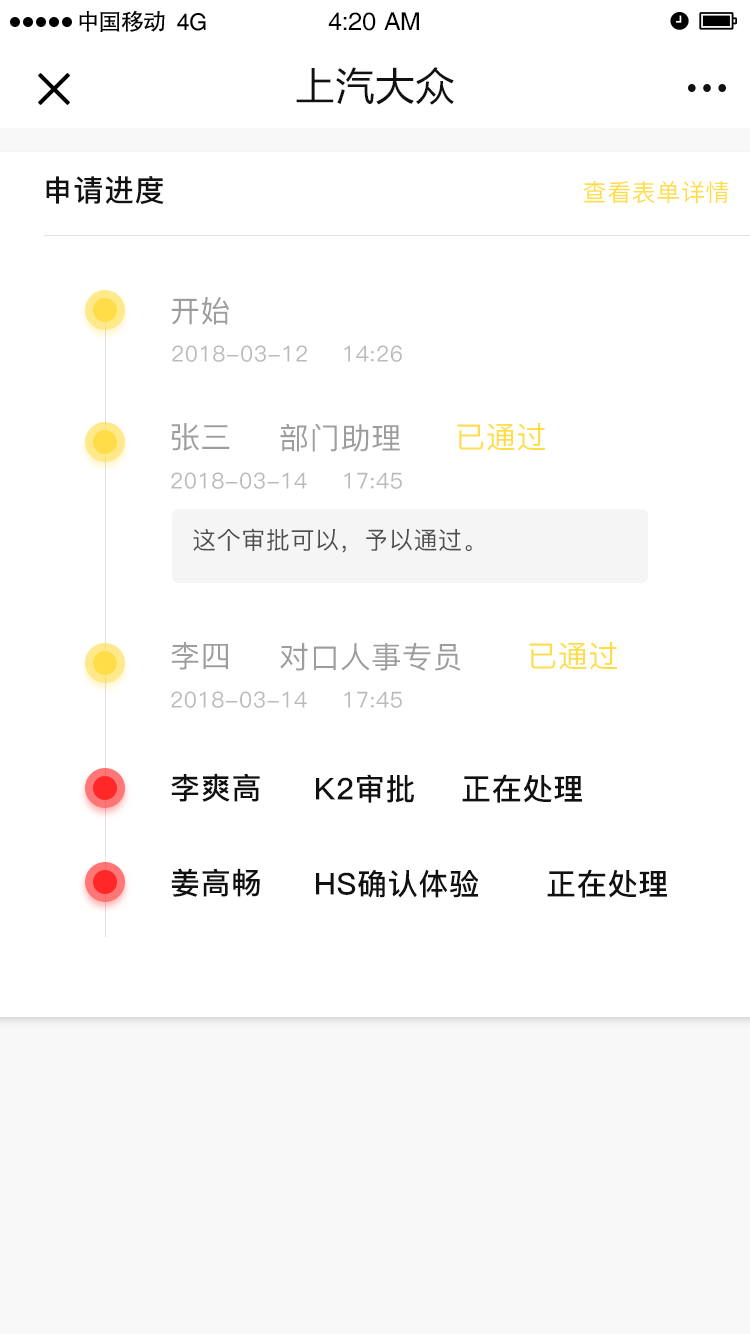 中国移动 4G 4:20 AM
上汽大众
申请进度 查看表单详情
开始
2018-03-12 14:26
张三 部门助理 已通过
2018-03-14 17:45
这个审批可以，予以通过。
李四 对口人事专员 已通过
2018-03-14 17:45
李爽高 K2审批 正在处理
姜高畅 HS确认体验 正在处理